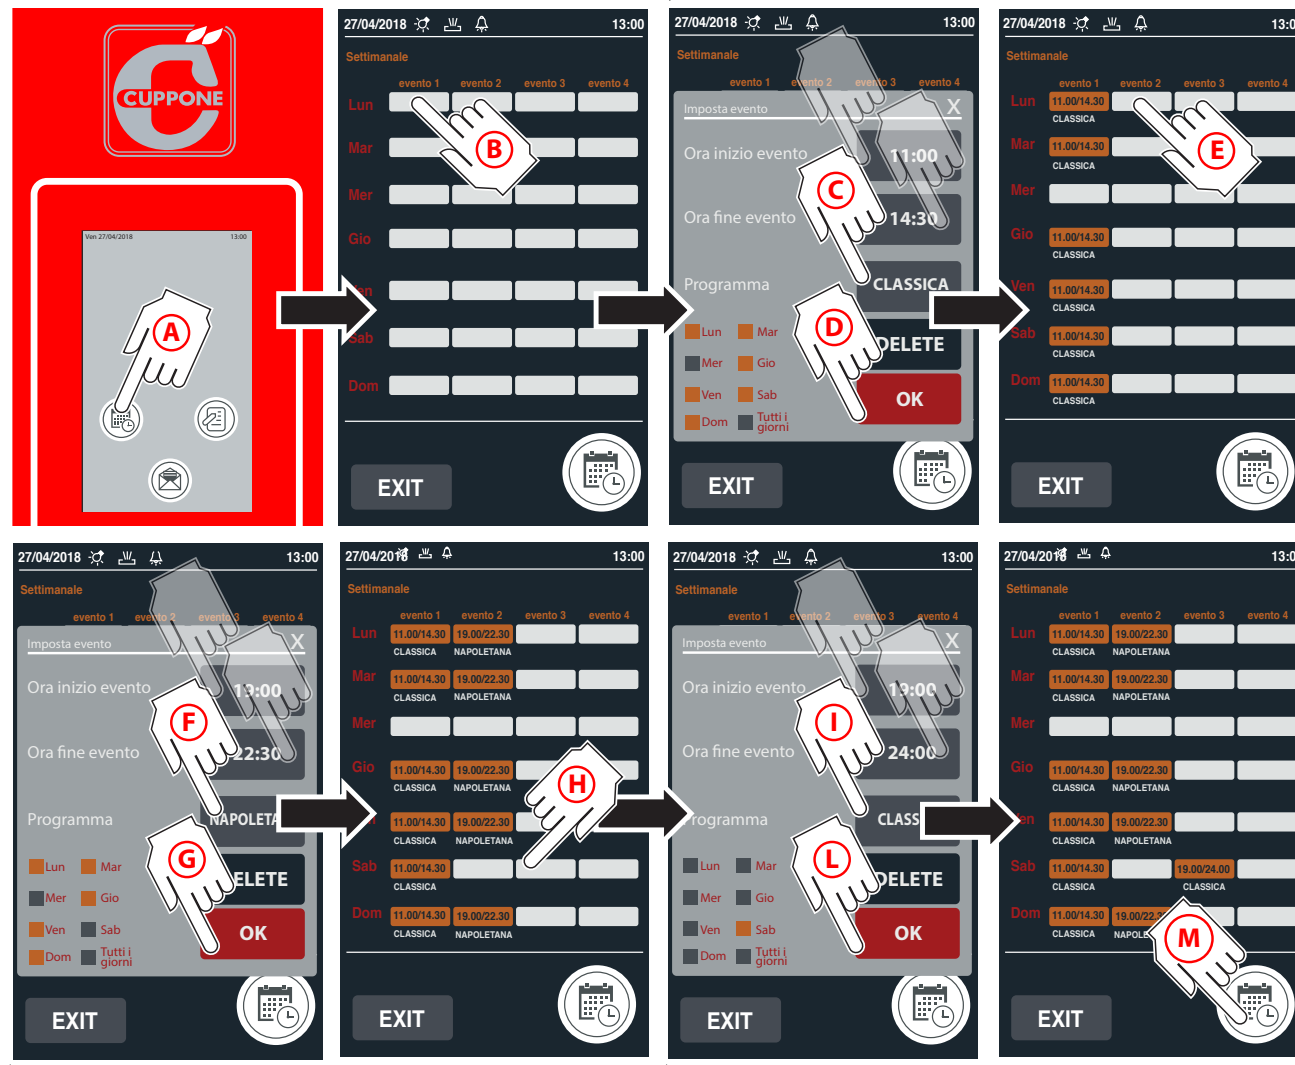 CUPPONE
Ven 27/04/2018 13:00
A
27/04/2018 13:00
Settimanale
evento 1 evento 2 evento 3 evento 4
Lun
Mar
Mer
Gio
Ven
Sab
Dom
B
EXIT
27/04/2018 13:00
Settimanale
evento 1 evento 2 evento 3 evento 4
Imposta evento X
Ora inizio evento 11:00
C
Ora fine evento 14:30
Programma CLASSICA
D
Lun Mar
DELETE
Mer Gio
Ven Sab
OK
Dom Tutti i
giorni
EXIT
27/04/2018 13:00
Settimanale
evento 1 evento 2 evento 3 evento 4
Lun 11.00/14.30
CLASSICA
Mar 11.00/14.30
CLASSICA
E
Mer
Gio 11.00/14.30
CLASSICA
Ven 11.00/14.30
CLASSICA
Sab 11.00/14.30
CLASSICA
Dom 11.00/14.30
CLASSICA
EXIT
27/04/2018 13:00
Settimanale
evento 1 evento 2 evento 3 evento 4
Imposta evento X
Ora inizio evento 19:00
F
Ora fine evento 22:30
Programma NAPOLETA
G
Lun Mar
ELETE
Mer Gio
Ven Sab
OK
Dom Tutti i
giorni
EXIT
27/04/2018 13:00
Settimanale
evento 1 evento 2 evento 3 evento 4
Lun 11.00/14.30 19.00/22.30
CLASSICA NAPOLETANA
Mar 11.00/14.30 19.00/22.30
CLASSICA NAPOLETANA
Mer
Gio 11.00/14.30 19.00/22.30
CLASSICA NAPOLETANA
H
11.00/14.30 19.00/22.30
CLASSICA NAPOLETANA
Sab 11.00/14.30
CLASSICA
Dom 11.00/14.30 19.00/22.30
CLASSICA NAPOLETANA
EXIT
27/04/2018 13:00
Settimanale
evento 1 evento 2 evento 3 evento 4
Imposta evento X
Ora inizio evento 19:00
I
Ora fine evento 24:00
Programma CLASS
L
Lun Mar
DELETE
Mer Gio
Ven Sab
OK
Dom Tutti i
giorni
EXIT
27/04/2018 13:00
Settimanale
evento 1 evento 2 evento 3 evento 4
Lun 11.00/14.30 19.00/22.30
CLASSICA NAPOLETANA
Mar 11.00/14.30 19.00/22.30
CLASSICA NAPOLETANA
Mer
Gio 11.00/14.30 19.00/22.30
CLASSICA NAPOLETANA
Ven 11.00/14.30 19.00/22.30
CLASSICA NAPOLETANA
Sab 11.00/14.30 19.00/24.00
CLASSICA CLASSICA
Dom 11.00/14.30 19.00/22.3
CLASSICA NAPOLE
M
EXIT